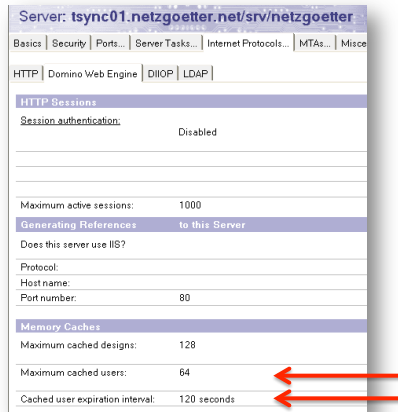 Server: tsync01.netzgoetter.net/srv/netzgoetter
Basics Security Ports... Server Tasks... Internet Protocols... MTAs... Misce
HTTP Domino Web Engine DIIOP LDAP
HTTP Sessions
Session authentication:
Disabled
Maximum active sessions: 1000
Generating References to this Server
Does this server use IIS?
Protocol:
Host name:
Port number: 80
Memory Caches
Maximum cached designs: 128
Maximum cached users: 64
Cached user expiration interval: 120 seconds